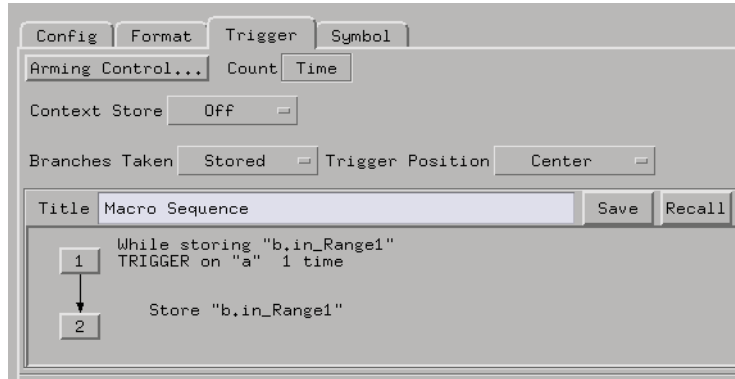 Config Format Trigger Symbol
Arming Control... Count Time
Context Store Off
Branches Taken Stored Trigger Position Center
Title Macro Sequence Save Recall
While storing "b.in_Range1"
1 TRIGGER on "a" 1 time
Store "b.in_Range1"
2